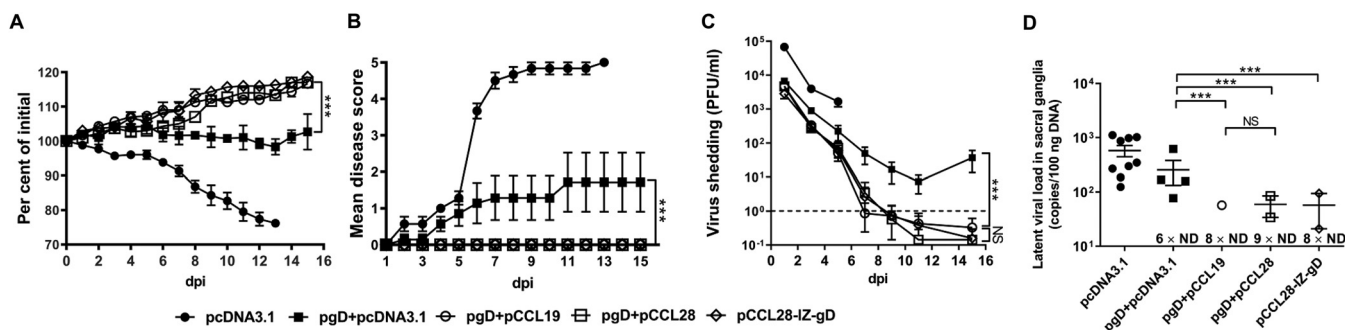 A
Per cent of initial
120
110
100
90
80
70
0 2 4 6 8 10 12 14 16
dpi
***
B
Mean disease score
5
4
3
2
1
0
1 3 5 7 9 11 13 15
dpi
***
C
Virus shedding (PFU/ml)
10⁵
10⁴
10³
10²
10¹
10⁰
10⁻¹
0 2 4 6 8 10 12 14 16
dpi
***
NS
D
Latent viral load in sacral ganglia
(copies/100 ng DNA)
10⁴
10³
10²
10¹
***
***
***
NS
6 × ND 8 × ND 9 × ND 8 × ND
pcDNA3.1
pgD+pcDNA3.1
pgD+pCCL19
pgD+pCCL28
pCCL28-IZ-gD
pcDNA3.1 pgD+pcDNA3.1 pgD+pCCL19 pgD+pCCL28 pCCL28-IZ-gD